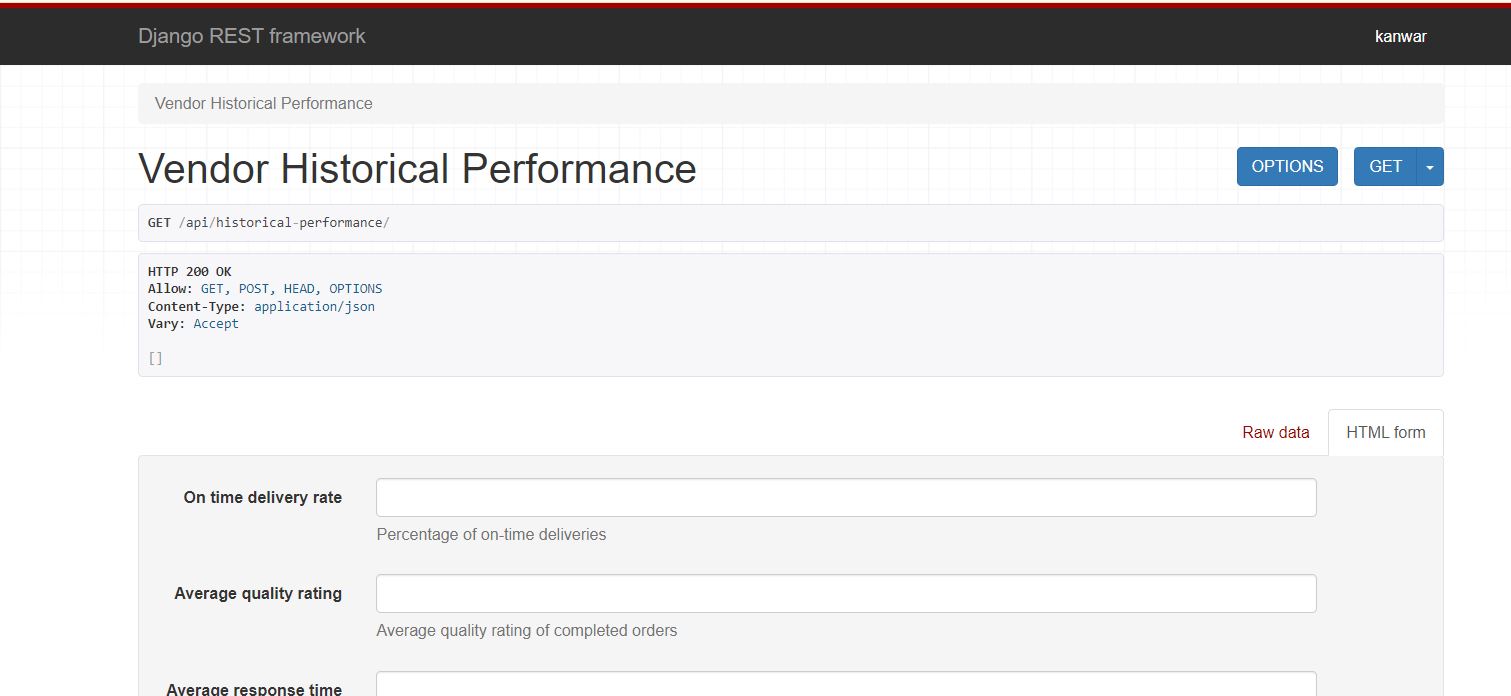 Django REST framework
kanwar
Vendor Historical Performance
Vendor Historical Performance
OPTIONS
GET
GET /api/historical-performance/
HTTP 200 OK
Allow: GET, POST, HEAD, OPTIONS
Content-Type: application/json
Vary: Accept
[]
Raw data
HTML form
On time delivery rate
Percentage of on-time deliveries
Average quality rating
Average quality rating of completed orders
Average response time